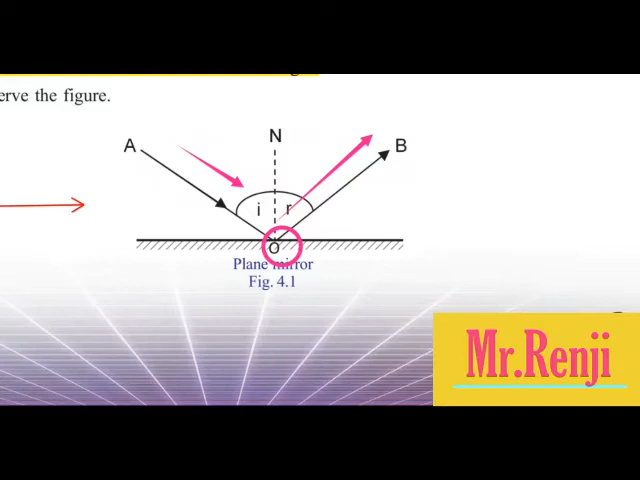 erve the figure.
N
A
B
i
r
O
Plane mirror
Fig. 4.1
Mr.Renji